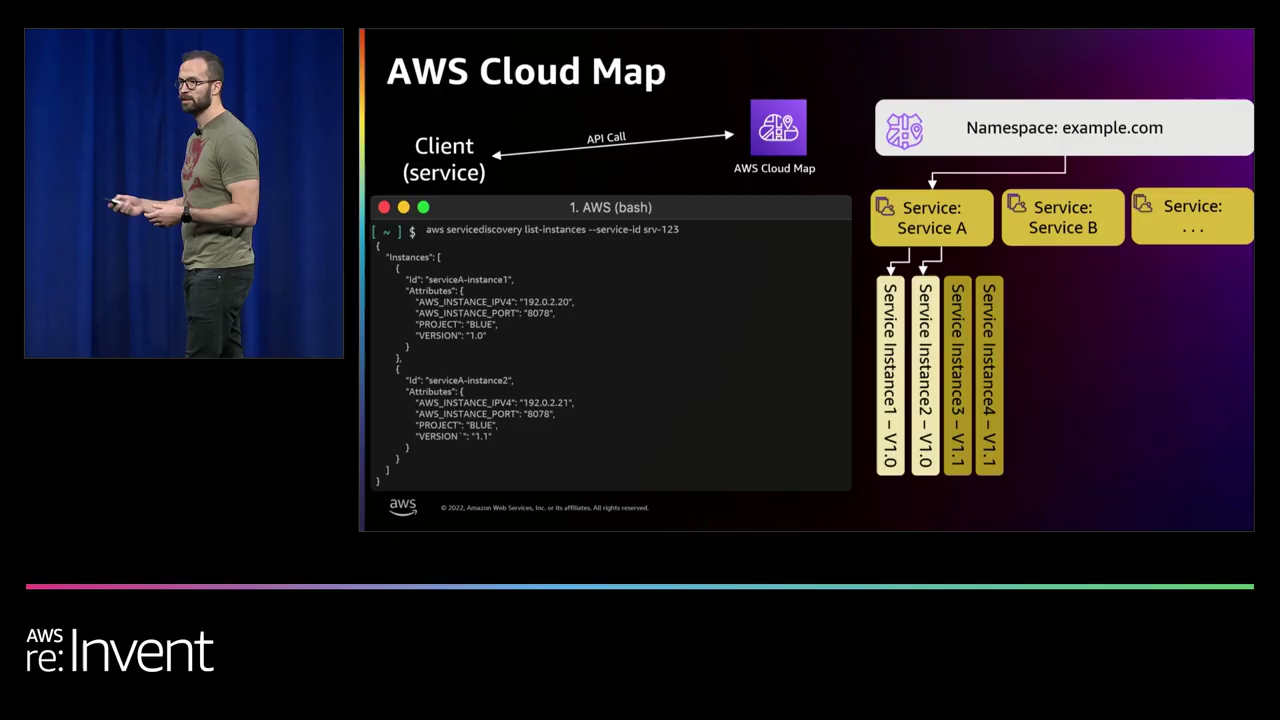 AWS Cloud Map
Client
(service)
API Call
AWS Cloud Map
1. AWS (bash)
[ ~ ] $ aws servicediscovery list-instances --service-id srv-123
{
"Instances": [
{
"Id": "serviceA-instance1",
"Attributes": {
"AWS_INSTANCE_IPV4": "192.0.2.20",
"AWS_INSTANCE_PORT": "8078",
"PROJECT": "BLUE",
"VERSION": "1.0"
}
},
{
"Id": "serviceA-instance2",
"Attributes": {
"AWS_INSTANCE_IPV4": "192.0.2.21",
"AWS_INSTANCE_PORT": "8078",
"PROJECT": "BLUE",
"VERSION`": "1.1"
}
}
]
}
Namespace: example.com
Service:
Service A
Service:
Service B
Service:
. . .
Service Instance1 – V1.0
Service Instance2 – V1.0
Service Instance3 – V1.1
Service Instance4 – V1.1
aws
© 2022, Amazon Web Services, Inc. or its affiliates. All rights reserved.
AWS
re:Invent